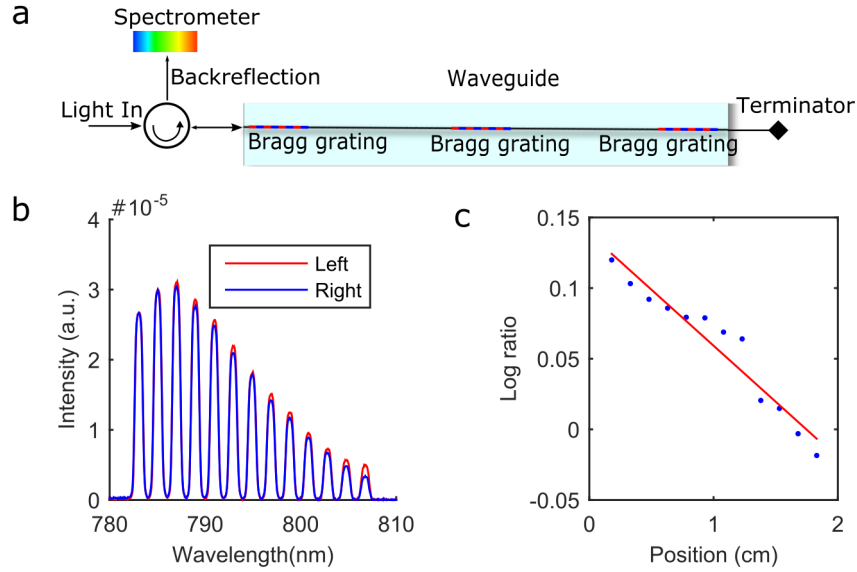 a
Spectrometer
Backreflection
Waveguide
Light In
Terminator
Bragg grating
Bragg grating
Bragg grating
b
#10^-5
4
3
2
1
0
Intensity (a.u.)
Left
Right
780
790
800
810
Wavelength(nm)
c
0.15
0.10
0.05
0
-0.05
Log ratio
0
1
2
Position (cm)